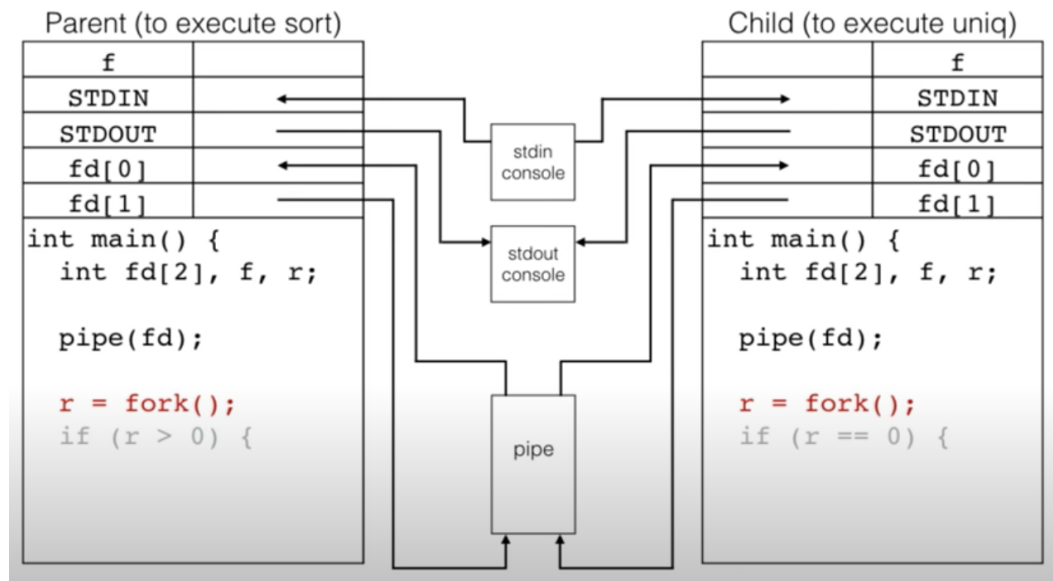 Parent (to execute sort)
f
STDIN
STDOUT
fd[0]
fd[1]
int main() {
int fd[2], f, r;
pipe(fd);
r = fork();
if (r > 0) {
stdin
console
stdout
console
pipe
Child (to execute uniq)
f
STDIN
STDOUT
fd[0]
fd[1]
int main() {
int fd[2], f, r;
pipe(fd);
r = fork();
if (r == 0) {